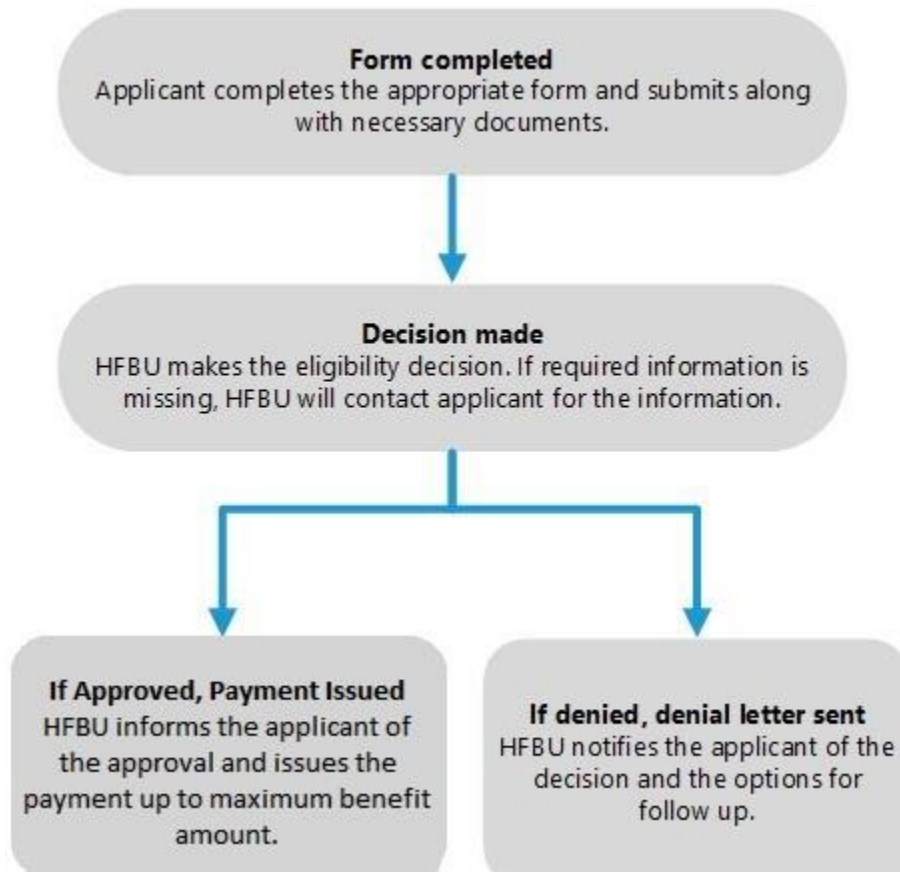 Form completed
Applicant completes the appropriate form and submits along
with necessary documents.
Decision made
HFBU makes the eligibility decision. If required information is
missing, HFBU will contact applicant for the information.
If Approved, Payment Issued
HFBU informs the applicant of
the approval and issues the
payment up to maximum benefit
amount.
If denied, denial letter sent
HFBU notifies the applicant of the
decision and the options for
follow up.